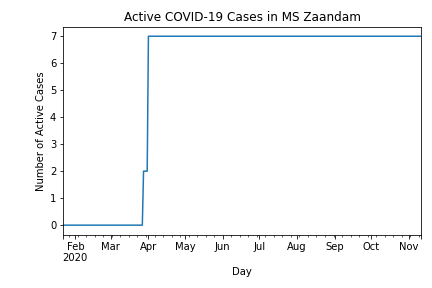 Active COVID-19 Cases in MS Zaandam
Number of Active Cases
7
6
5
4
3
2
1
0
Feb Mar Apr May Jun Jul Aug Sep Oct Nov
2020
Day